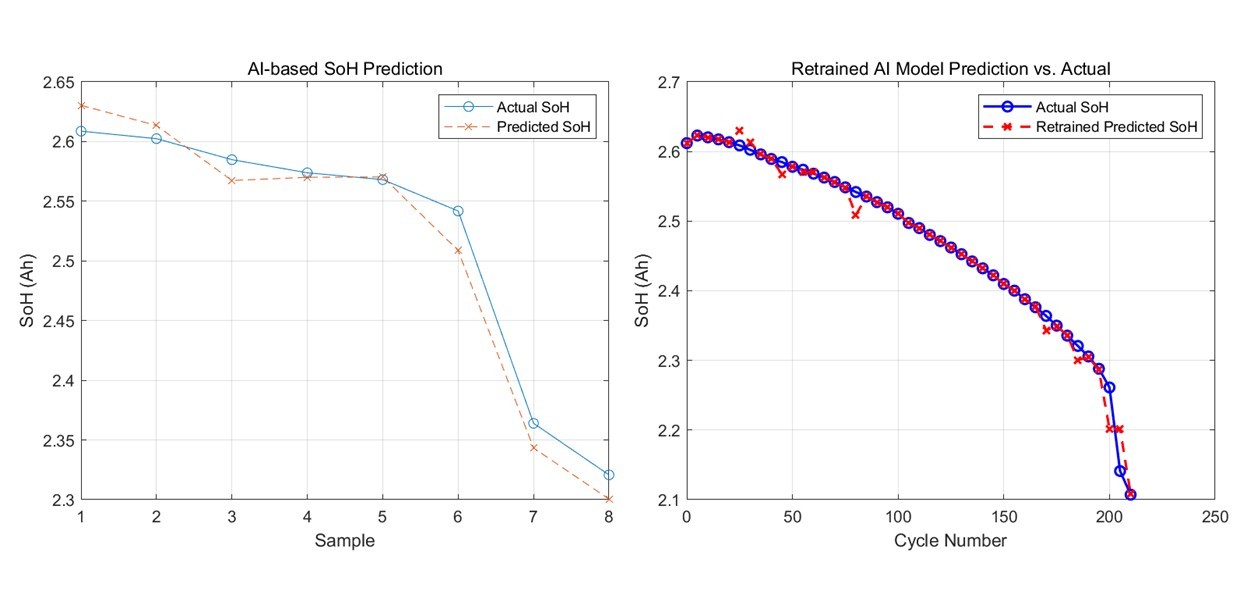 AI-based SoH Prediction
2.65
2.6
2.55
2.5
2.45
2.4
2.35
2.3
SoH (Ah)
1 2 3 4 5 6 7 8
Sample
Actual SoH
Predicted SoH
Retrained AI Model Prediction vs. Actual
2.7
2.6
2.5
2.4
2.3
2.2
2.1
SoH (Ah)
0 50 100 150 200 250
Cycle Number
Actual SoH
Retrained Predicted SoH